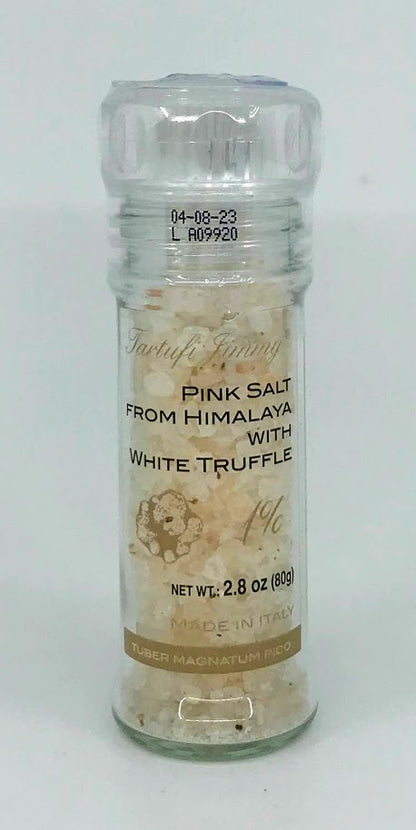 04-08-23
L A09920
Tartufi Jimmy
PINK SALT
FROM HIMALAYA
WITH
WHITE TRUFFLE
1%
NET WT.: 2.8 oz (80g)
MADE IN ITALY
TUBER MAGNATUM PICO